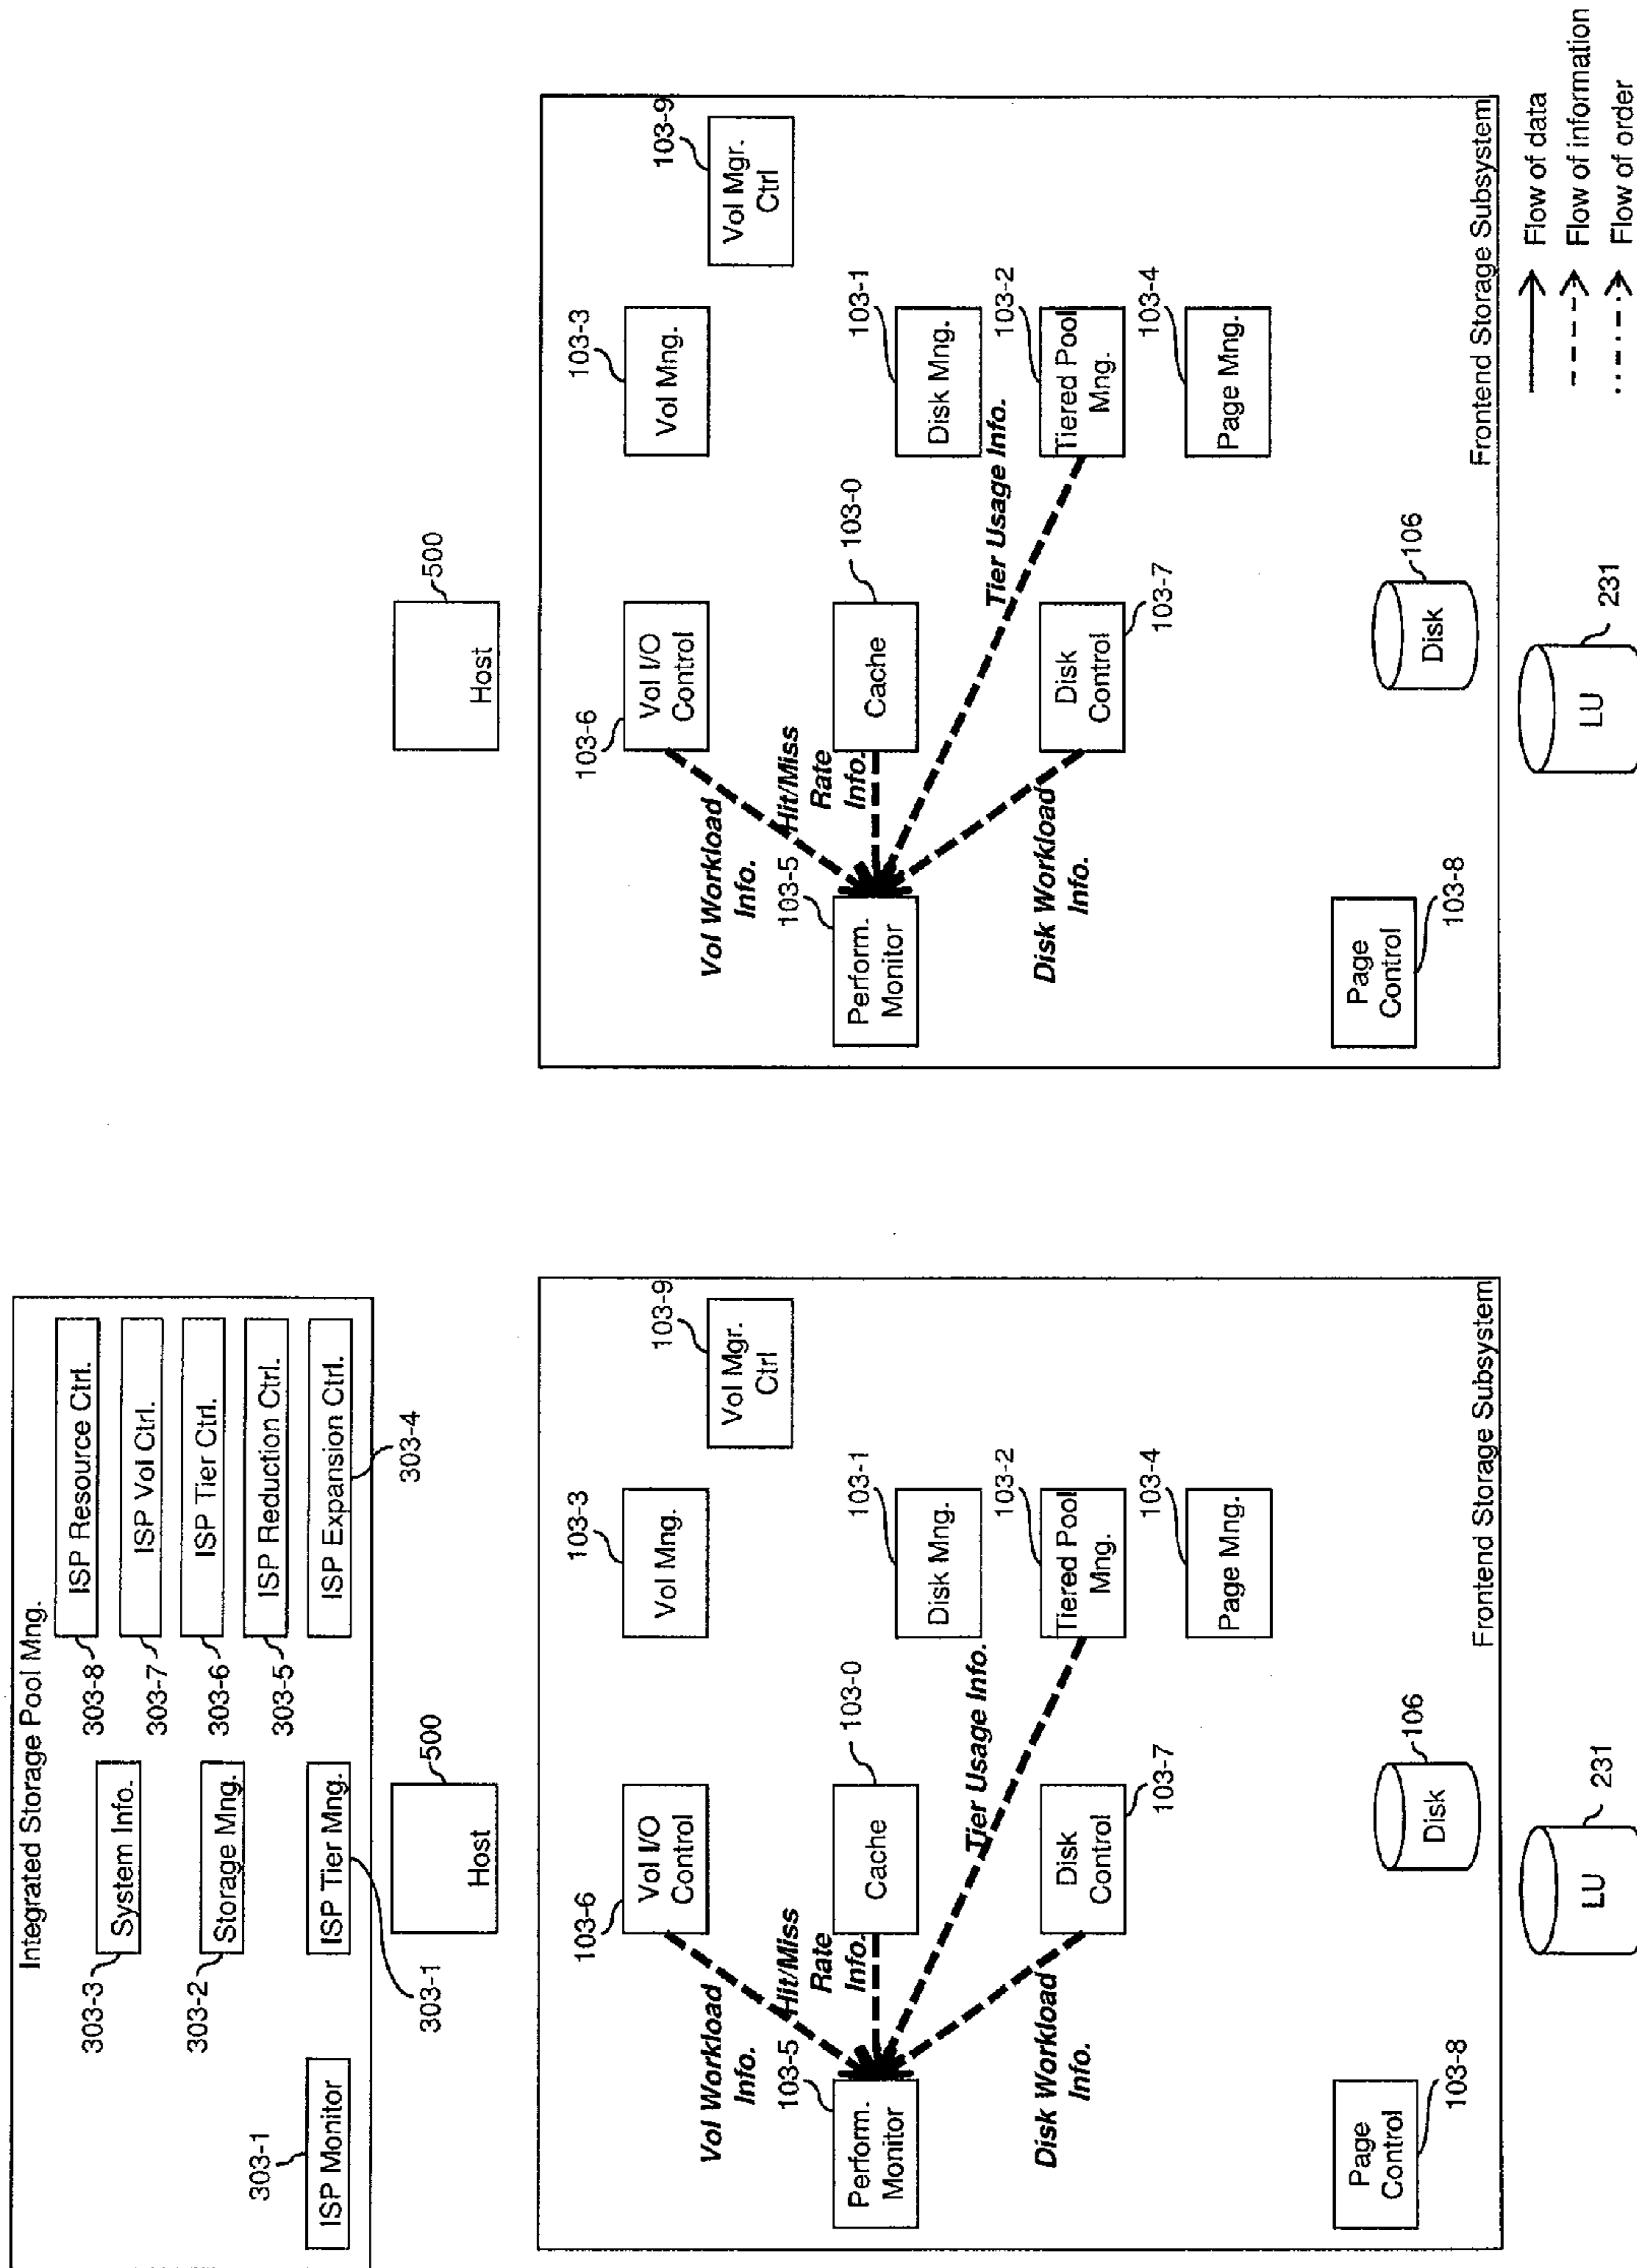 Integrated Storage Pool Mng.
303-1
ISP Monitor
303-3
System Info.
303-2
Storage Mng.
ISP Tier Mng.
303-1
303-8
ISP Resource Ctrl.
303-7
ISP Vol Ctrl.
303-6
ISP Tier Ctrl.
303-5
ISP Reduction Ctrl.
ISP Expansion Ctrl.
303-4
500
Host
103-6
Vol I/O
Control
103-3
Vol Mng.
103-9
Vol Mgr.
Ctrl
Vol Workload
Info.
Hit/Miss
Rate
Info.
103-5
Perform.
Monitor
103-0
Cache
103-1
Disk Mng.
Tier Usage Info.
103-2
Tiered Pool
Mng.
Disk Workload
Info.
Disk
Control
103-7
103-4
Page Mng.
Page
Control
103-8
106
Disk
Frontend Storage Subsystem
231
LU
500
Host
103-6
Vol I/O
Control
103-3
Vol Mng.
103-9
Vol Mgr.
Ctrl
Vol Workload
Info.
Hit/Miss
Rate
Info.
103-5
Perform.
Monitor
103-0
Cache
103-1
Disk Mng.
Tier Usage Info.
103-2
Tiered Pool
Mng.
Disk Workload
Info.
Disk
Control
103-7
103-4
Page Mng.
Page
Control
103-8
106
Disk
Frontend Storage Subsystem
231
LU
Flow of data
Flow of information
Flow of order